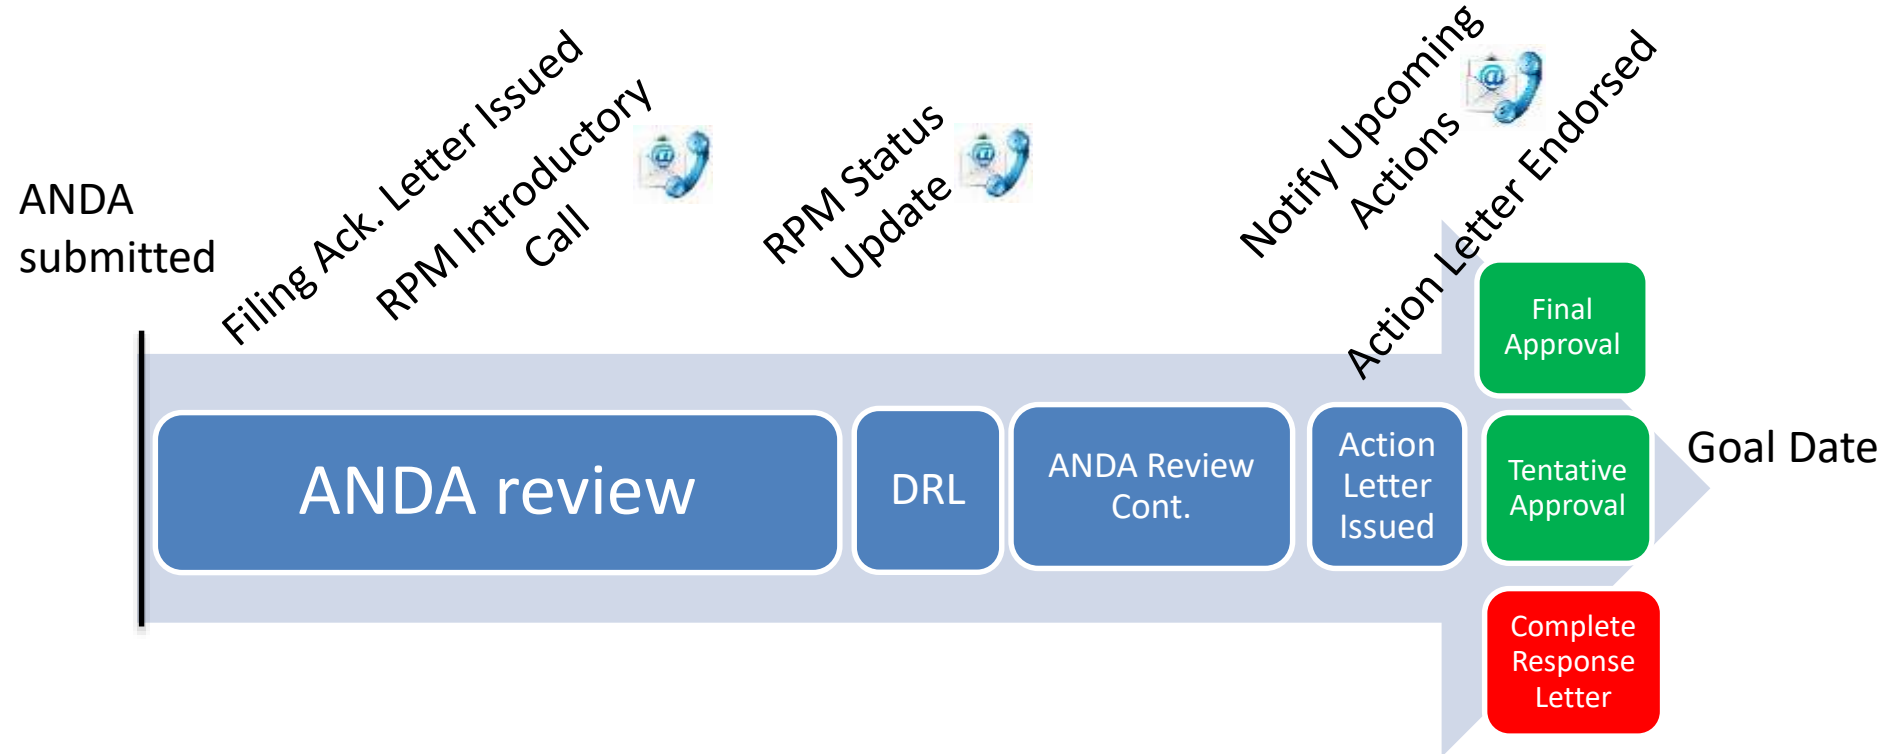 ANDA
submitted
Filing Ack. Letter Issued
RPM Introductory
Call
@
RPM Status
Update
@
Notify Upcoming
Actions
@
Action Letter Endorsed
ANDA review
DRL
ANDA Review
Cont.
Action
Letter
Issued
Final
Approval
Tentative
Approval
Complete
Response
Letter
Goal Date